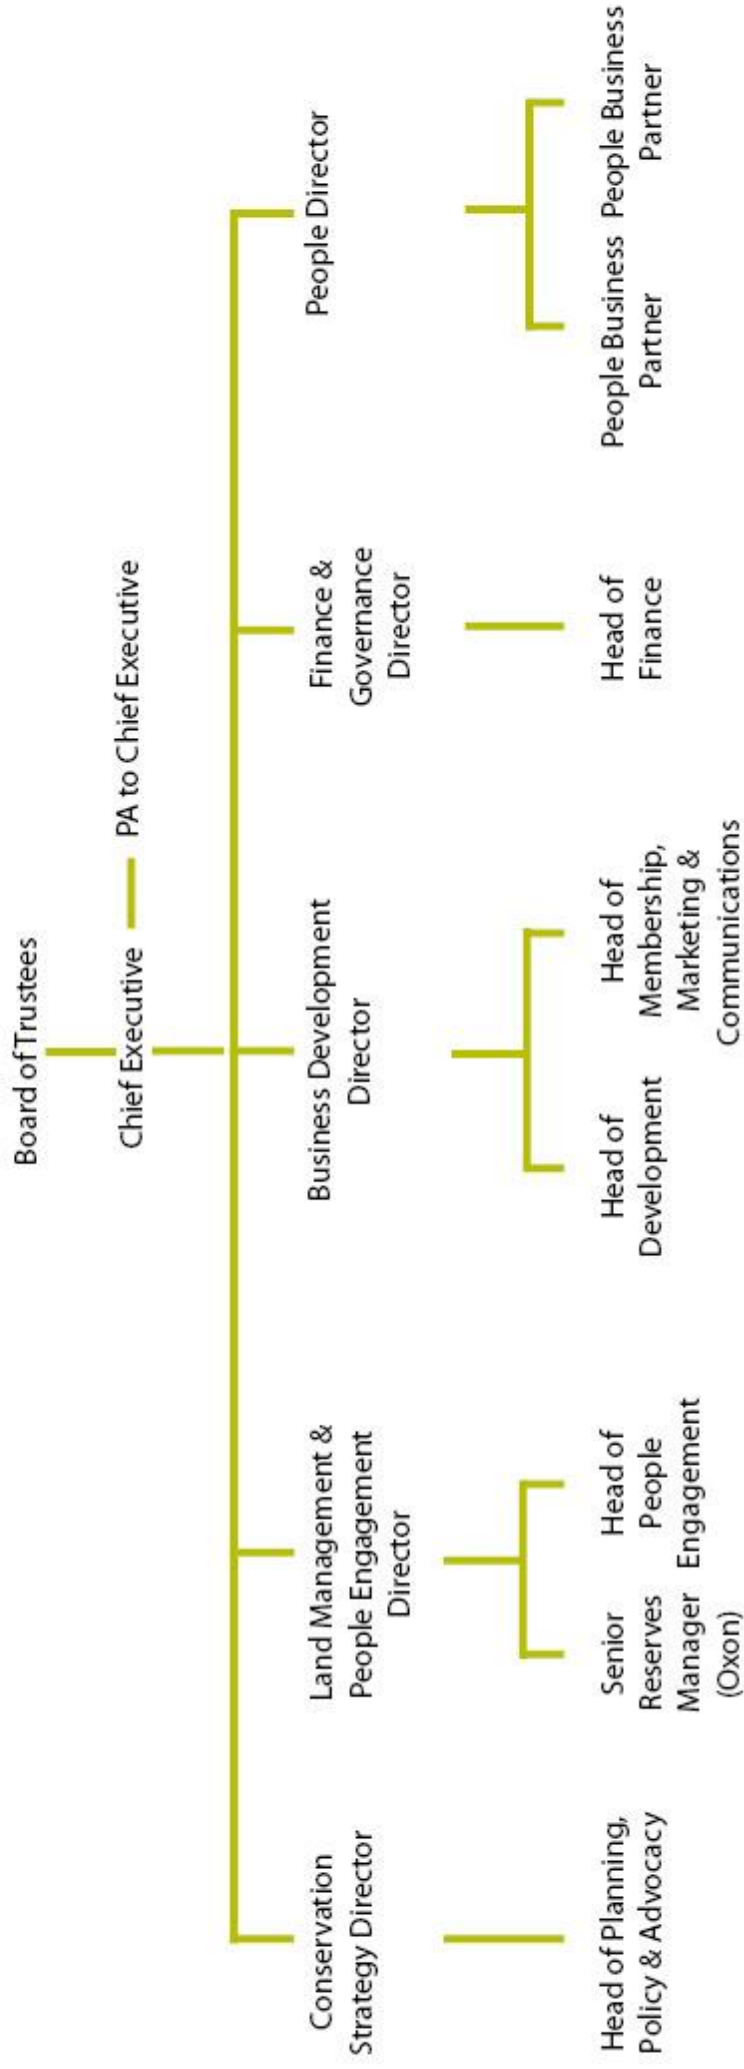 Board of Trustees
Chief Executive
PA to Chief Executive
Conservation
Strategy Director
Land Management &
People Engagement
Director
Business Development
Director
Finance &
Governance
Director
People Director
Head of Planning,
Policy & Advocacy
Senior
Reserves
Manager
(Oxon)
Head of
People
Engagement
Head of
Development
Head of
Membership,
Marketing &
Communications
Head of
Finance
People Business
Partner
People Business
Partner